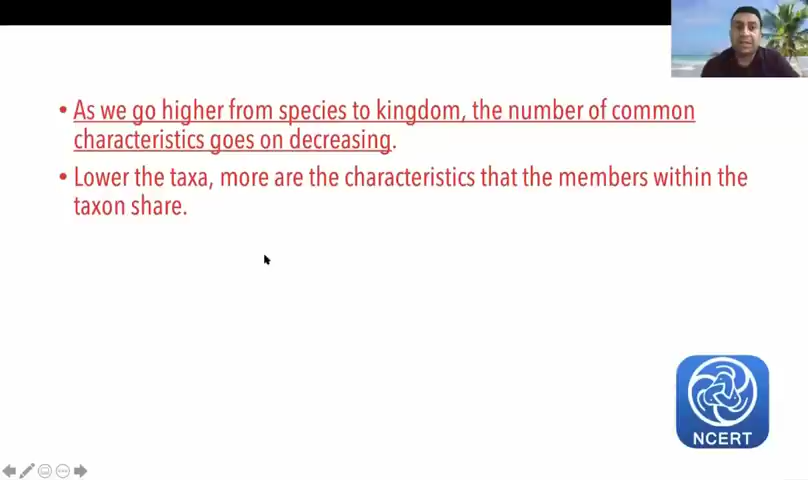 • As we go higher from species to kingdom, the number of common
characteristics goes on decreasing.
• Lower the taxa, more are the characteristics that the members within the
taxon share.
NCERT